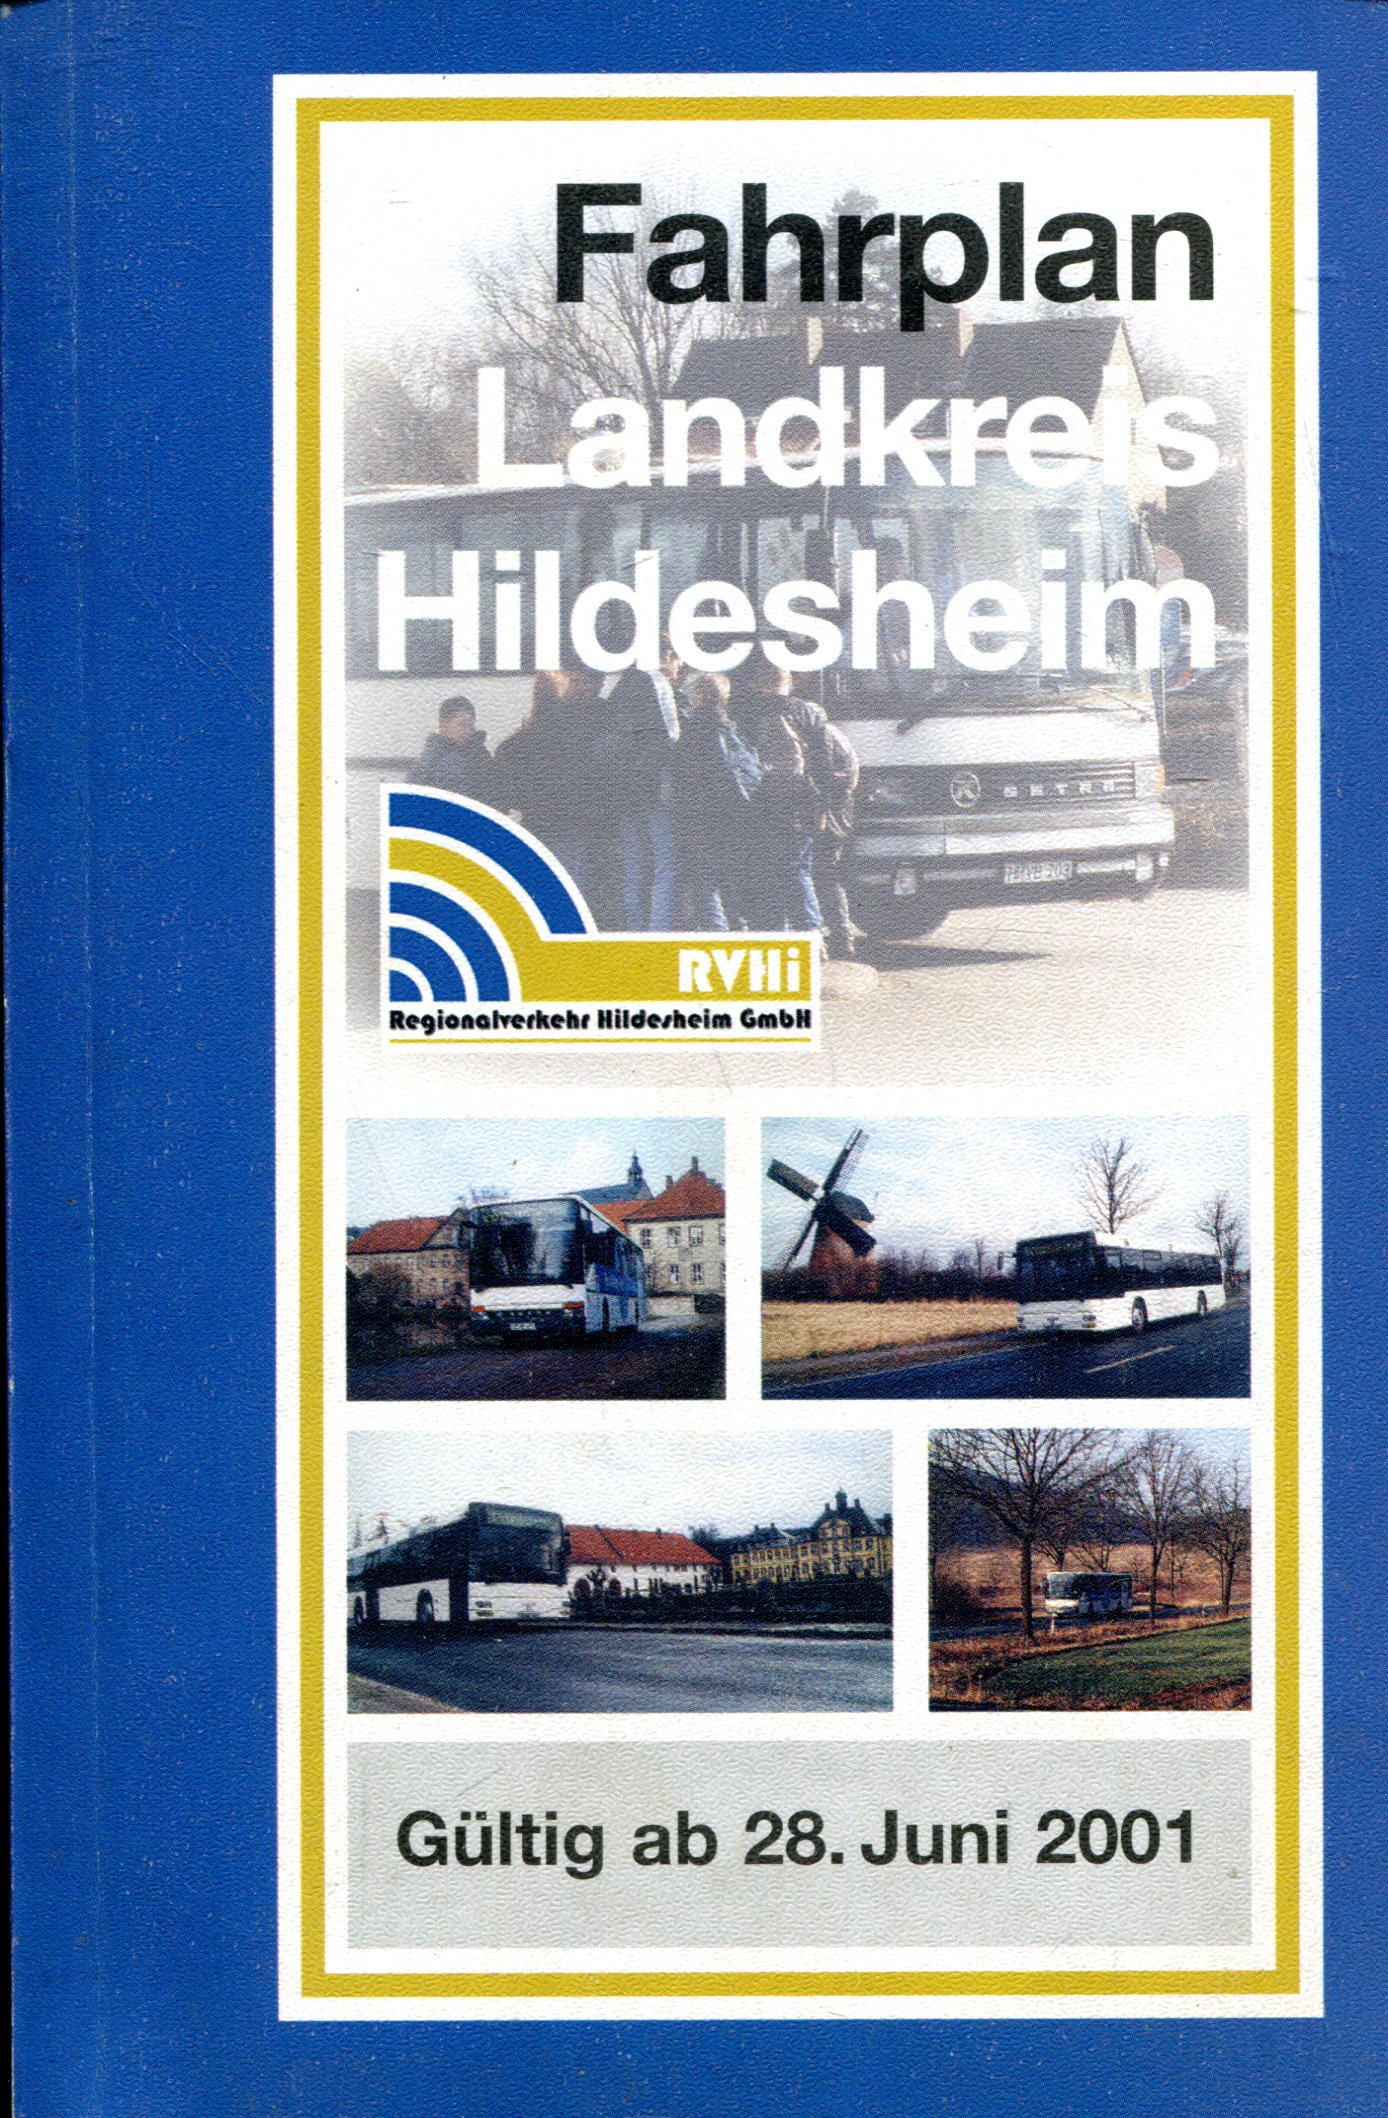 Fahrplan
Landkreis
Hildesheim
SETRA
RVHi
Regionalverkehr Hildesheim GmbH
Gültig ab 28. Juni 2001